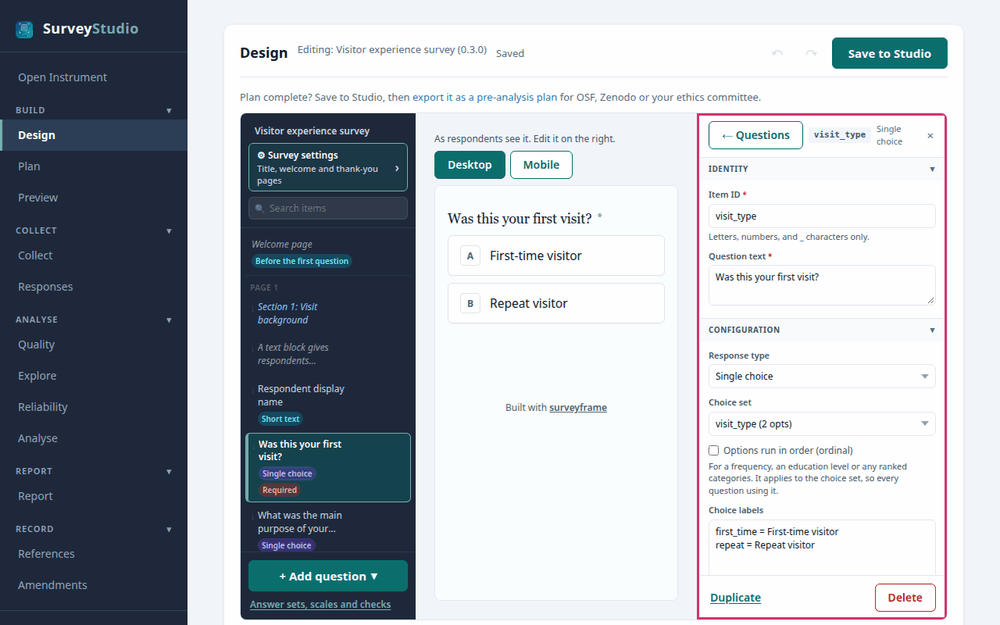 SurveyStudio
Open Instrument
BUILD
Design
Plan
Preview
COLLECT
Collect
Responses
ANALYSE
Quality
Explore
Reliability
Analyse
REPORT
Report
RECORD
References
Amendments
Design
Editing: Visitor experience survey (0.3.0)
Saved
Save to Studio
Plan complete? Save to Studio, then export it as a pre-analysis plan for OSF, Zenodo or your ethics committee.
Visitor experience survey
⚙ Survey settings
Title, welcome and thank-you
pages
›
Search items
Welcome page
Before the first question
PAGE 1
Section 1: Visit
background
A text block gives
respondents…
Respondent display
name
Short text
Was this your first
visit?
Single choice
Required
What was the main
purpose of your…
Single choice
+ Add question ▼
Answer sets, scales and checks
As respondents see it. Edit it on the right.
Desktop
Mobile
Was this your first visit? *
A First-time visitor
B Repeat visitor
Built with surveyframe
← Questions
visit_type
Single
choice
×
IDENTITY
Item ID *
visit_type
Letters, numbers, and _ characters only.
Question text *
Was this your first visit?
CONFIGURATION
Response type
Single choice
Choice set
visit_type (2 opts)
Options run in order (ordinal)
For a frequency, an education level or any ranked
categories. It applies to the choice set, so every
question using it.
Choice labels
first_time = First-time visitor
repeat = Repeat visitor
Duplicate
Delete